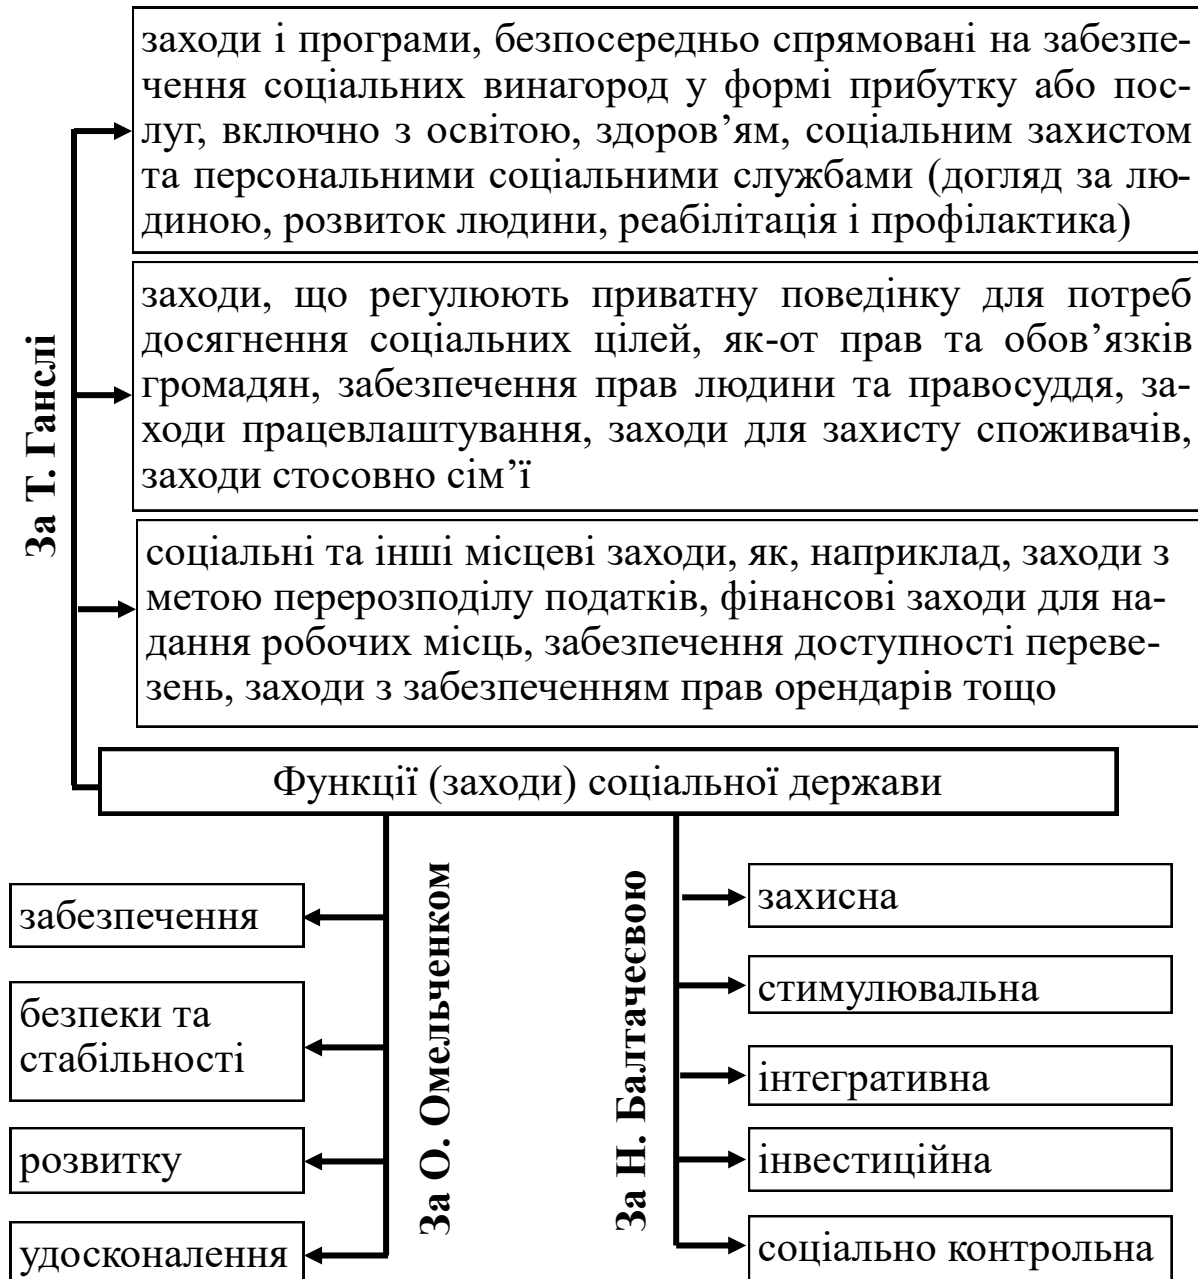 За Т. Ганслі
заходи і програми, безпосередньо спрямовані на забезпе-
чення соціальних винагород у формі прибутку або пос-
луг, включно з освітою, здоров’ям, соціальним захистом
та персональними соціальними службами (догляд за лю-
диною, розвиток людини, реабілітація і профілактика)
заходи, що регулюють приватну поведінку для потреб
досягнення соціальних цілей, як-от прав та обов’язків
громадян, забезпечення прав людини та правосуддя, за-
ходи працевлаштування, заходи для захисту споживачів,
заходи стосовно сім’ї
соціальні та інші місцеві заходи, як, наприклад, заходи з
метою перерозподілу податків, фінансові заходи для на-
дання робочих місць, забезпечення доступності переве-
зень, заходи з забезпеченням прав орендарів тощо
Функції (заходи) соціальної держави
За О. Омельченком
забезпечення
безпеки та
стабільності
розвитку
удосконалення
За Н. Балтачеєвою
захисна
стимулювальна
інтегративна
інвестиційна
соціально контрольна